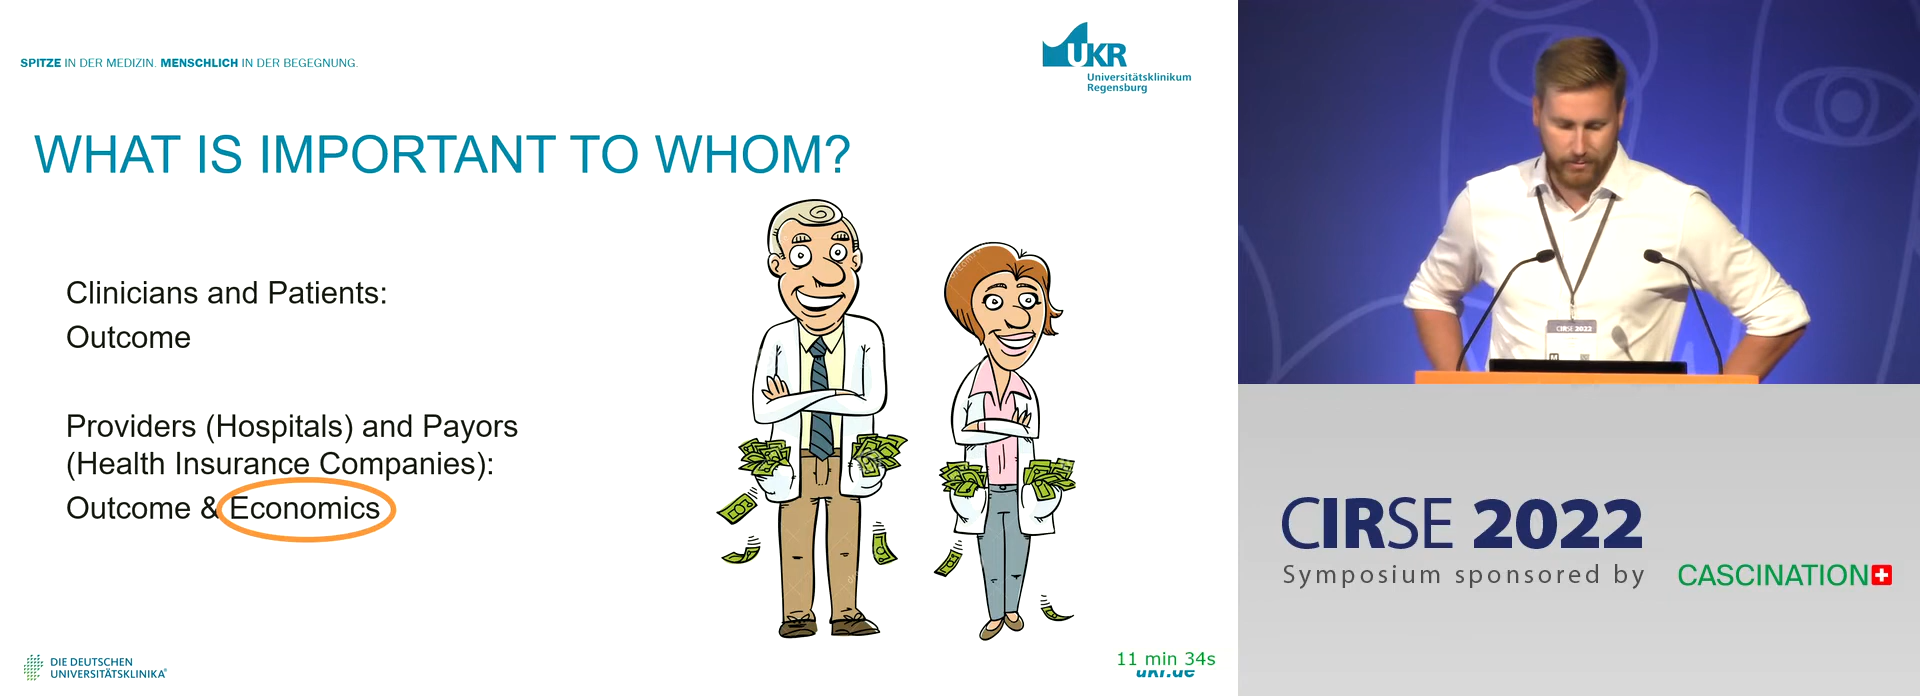 SPITZE IN DER MEDIZIN. MENSCHLICH IN DER BEGEGNUNG.
UKR
Universitätsklinikum
Regensburg
WHAT IS IMPORTANT TO WHOM?
Clinicians and Patients:
Outcome
Providers (Hospitals) and Payors
(Health Insurance Companies):
Outcome & Economics
DIE DEUTSCHEN
UNIVERSITÄTSKLINIKA®
11 min 34s
ukr.de
CIRSE 2022
CIRSE 2022
Symposium sponsored by CASCINATION